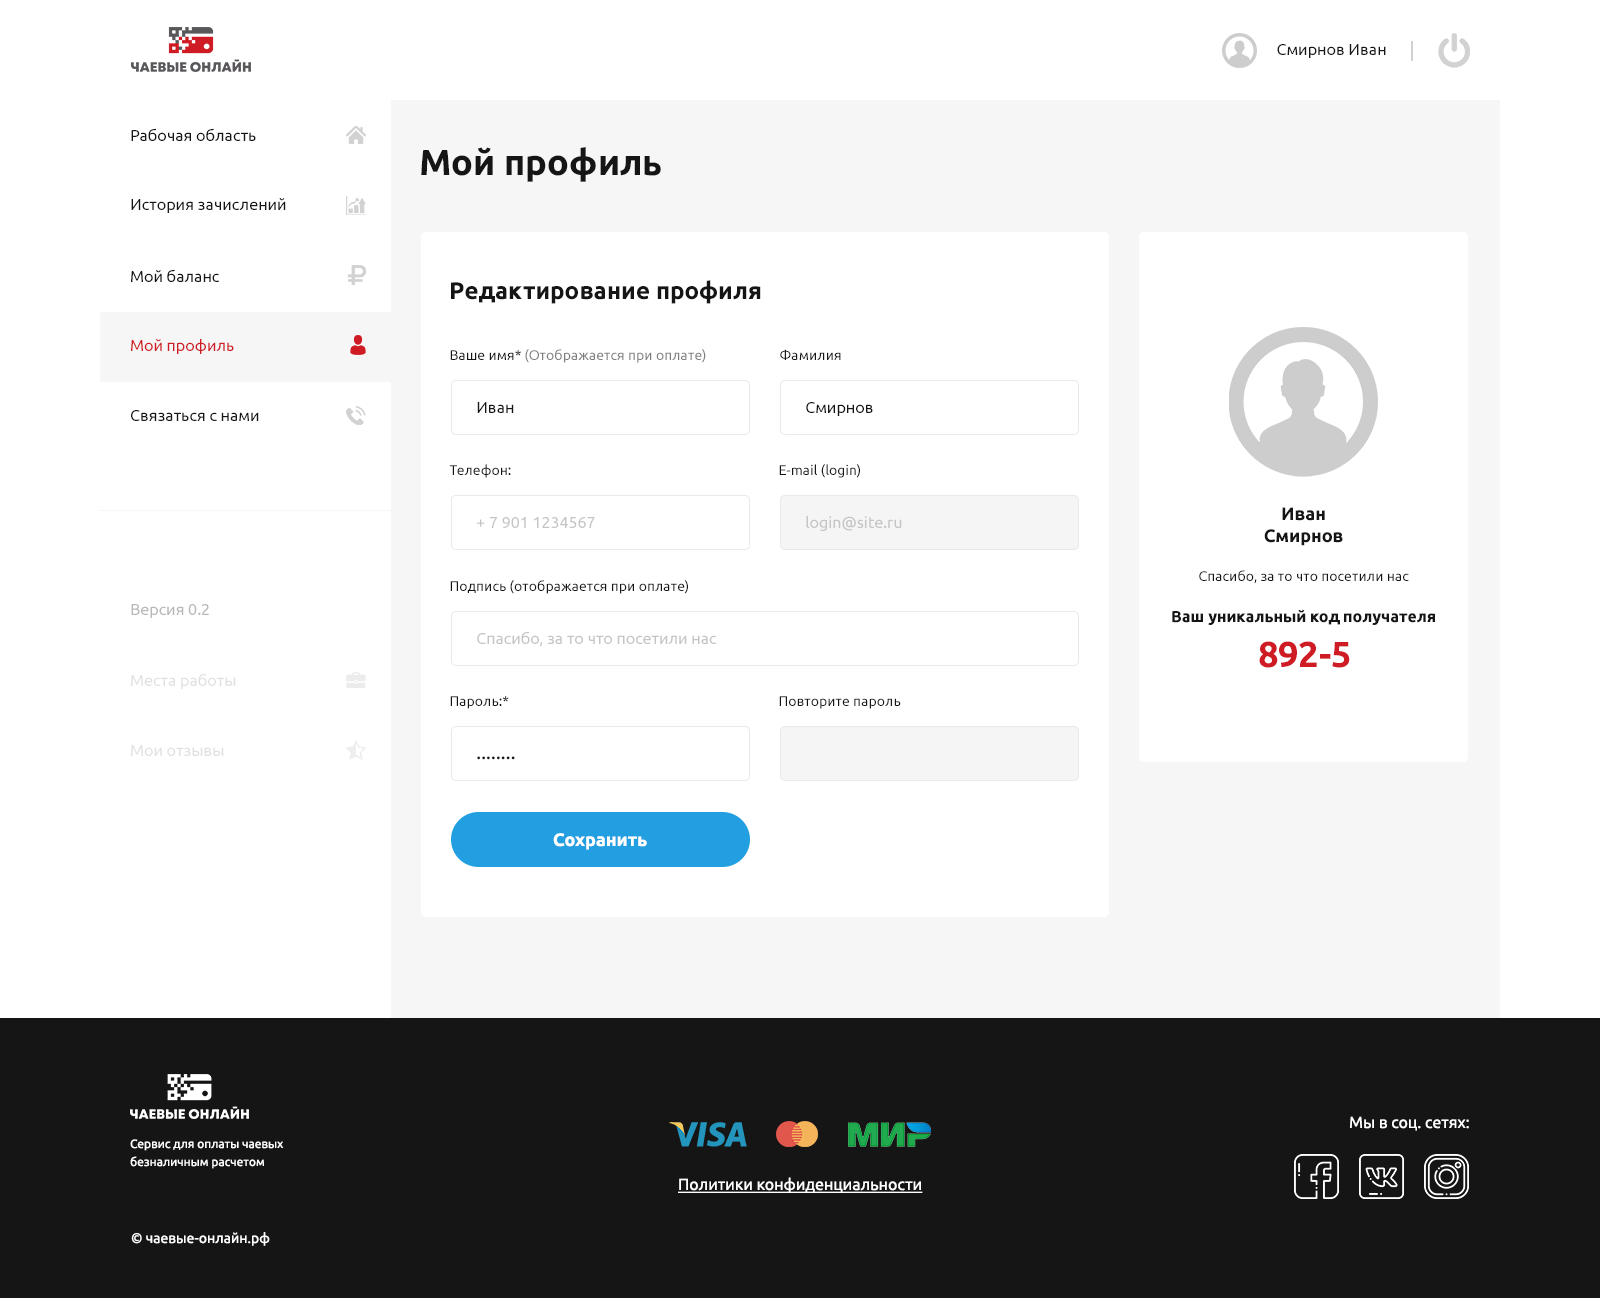 ЧАЕВЫЕ ОНЛАЙН
Смирнов Иван
Рабочая область
История зачислений
Мой баланс
Мой профиль
Связаться с нами
Версия 0.2
Места работы
Мои отзывы
Мой профиль
Редактирование профиля
Ваше имя* (Отображается при оплате)
Фамилия
Иван
Смирнов
Телефон:
E-mail (login)
+ 7 901 1234567
login@site.ru
Подпись (отображается при оплате)
Спасибо, за то что посетили нас
Пароль:*
Повторите пароль
........
Сохранить
Иван
Смирнов
Спасибо, за то что посетили нас
Ваш уникальный код получателя
892-5
ЧАЕВЫЕ ОНЛАЙН
Сервис для оплаты чаевых
безналичным расчетом
© чаевые-онлайн.рф
VISA
МИР
Политики конфиденциальности
Мы в соц. сетях: